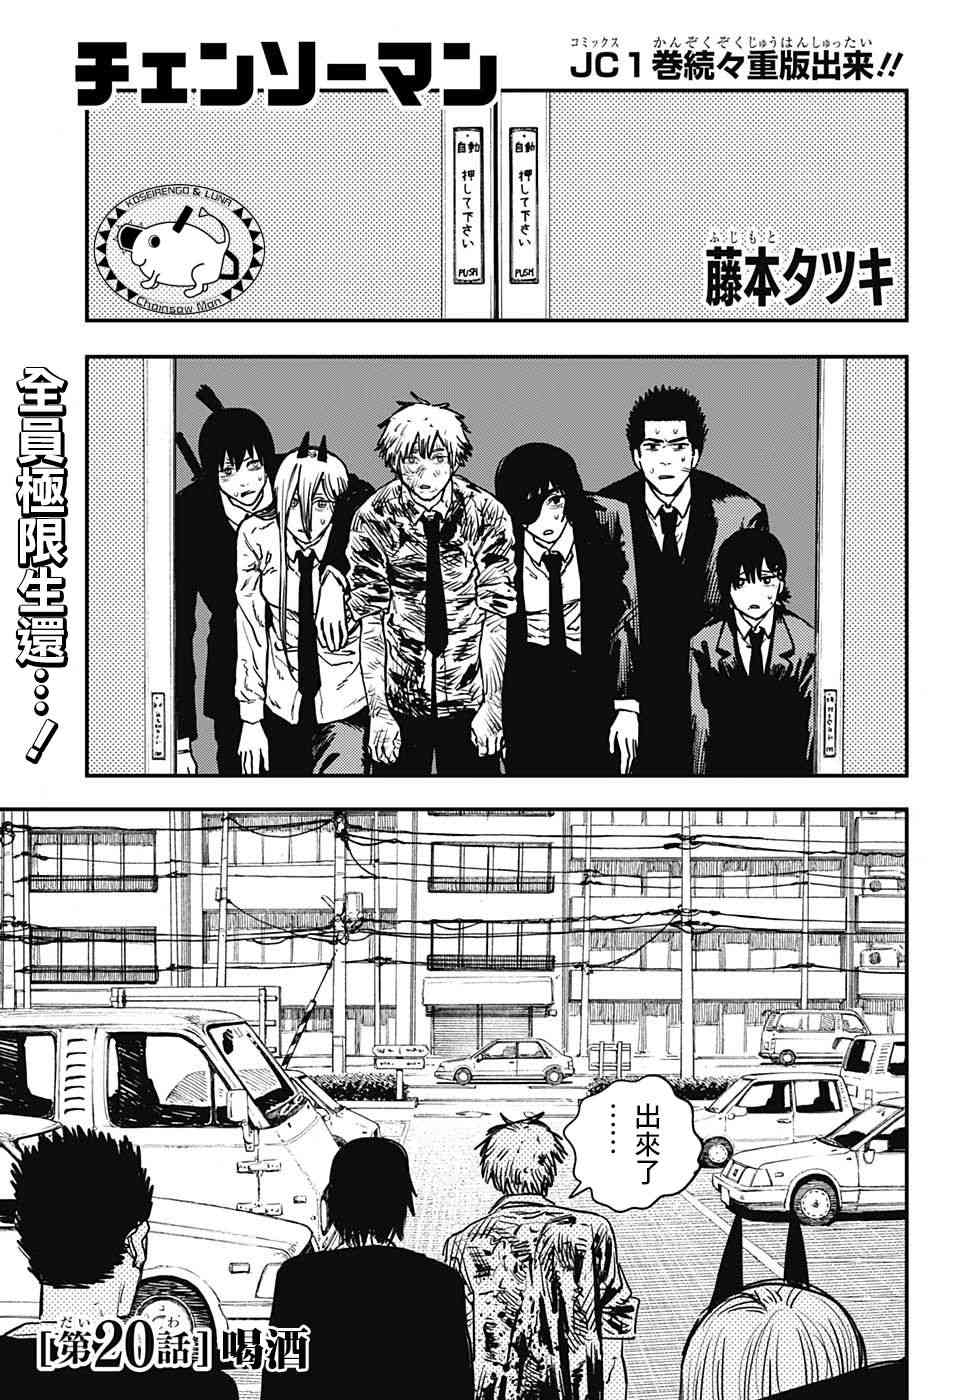 チェンソーマン
コミックス
かんぞくぞくじゅうはんしゅったい
JC1巻続々重版出来!!
自動 押して下さい PUSH
自動 押して下さい PUSH
KOSEIRENGO & LUNA
Chainsaw Man
ふじもと
藤本タツキ
全員極限生還……!
出來了
……
だい わ
[第20話]喝酒